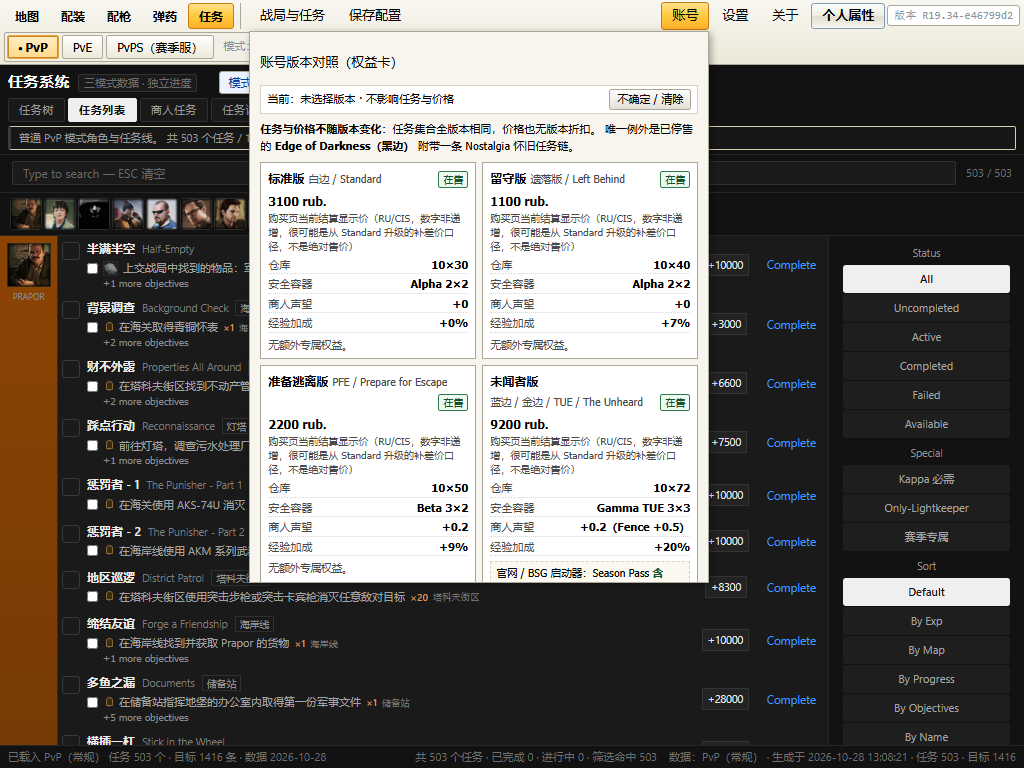 地图 配装 配枪 弹药 任务 战局与任务 保存配置 账号 设置 关于 个人属性 版本 R19.34-e46799d2
• PvP PvE PvPS（赛季服） 模式：
任务系统 三模式数据 · 独立进度
任务树 任务列表 商人任务
普通 PvP 模式角色与任务线。 共 503 个任务 / 1
Type to search — ESC 清空 503 / 503
账号版本对照（权益卡）
当前：未选择版本 · 不影响任务与价格 不确定 / 清除
任务与价格不随版本变化：任务集合全版本相同，价格也无版本折扣。 唯一例外是已停售
的 Edge of Darkness（黑边） 附带一条 Nostalgia 怀旧任务链。
标准版 白边 / Standard 在售
3100 rub.
购买页当前结算显示价（RU/CIS，数字非递
增，很可能是从 Standard 升级的补差价口
径，不是绝对售价）
仓库 10×30
安全容器 Alpha 2×2
商人声望 +0
经验加成 +0%
无额外专属权益。
留守版 遗落版 / Left Behind 在售
1100 rub.
购买页当前结算显示价（RU/CIS，数字非递
增，很可能是从 Standard 升级的补差价口
径，不是绝对售价）
仓库 10×40
安全容器 Alpha 2×2
商人声望 +0
经验加成 +7%
无额外专属权益。
准备逃离版 PFE / Prepare for Escape
在售
2200 rub.
购买页当前结算显示价（RU/CIS，数字非递
增，很可能是从 Standard 升级的补差价口
径，不是绝对售价）
仓库 10×50
安全容器 Beta 3×2
商人声望 +0.2
经验加成 +9%
无额外专属权益。
未闻者版
蓝边 / 金边 / TUE / The Unheard 在售
9200 rub.
购买页当前结算显示价（RU/CIS，数字非递
增，很可能是从 Standard 升级的补差价口
径，不是绝对售价）
仓库 10×72
安全容器 Gamma TUE 3×3
商人声望 +0.2（Fence +0.5）
经验加成 +20%
官网 / BSG 启动器：Season Pass 含
PRAPOR
半满半空 Half-Empty
上交战局中找到的物品：
+1 more objectives
+10000 Complete
背景调查 Background Check
在海关取得青铜怀表 ×1
+2 more objectives
+3000 Complete
财不外露 Properties All Around
在塔科夫街区找到不动产
+2 more objectives
+6600 Complete
踩点行动 Reconnaissance 灯塔
前往灯塔，调查污水处理厂
+1 more objectives
+7500 Complete
惩罚者 - 1 The Punisher - Part 1
在海关使用 AKS-74U 消灭
+10000 Complete
惩罚者 - 2 The Punisher - Part 2
在海岸线使用 AKM 系列武
+10000 Complete
地区巡逻 District Patrol 塔科夫街
在塔科夫街区使用突击步枪或突击卡宾枪消灭任意敌对目标 ×20 塔科夫街区
+8300 Complete
缔结友谊 Forge a Friendship 海岸线
在海岸线找到并获取 Prapor 的货物 ×1 海岸线
+1 more objectives
+10000 Complete
多鱼之漏 Documents 储备站
在储备站指挥地堡的办公室内取得第一份军事文件 ×1 储备站
+5 more objectives
+28000 Complete
横插一杠 Stick in the Wheel
Status
All
Uncompleted
Active
Completed
Failed
Available
Special
Kappa 必需
Only-Lightkeeper
赛季专属
Sort
Default
By Exp
By Map
By Progress
By Objectives
By Name
已载入 PvP（常规） 任务 503 个 · 目标 1416 条 · 数据 2026-10-28 共 503 个任务 · 已完成 0 · 进行中 0 · 筛选命中 503 数据：PvP（常规） · 生成于 2026-10-28 13:08:21 · 任务 503 · 目标 1416